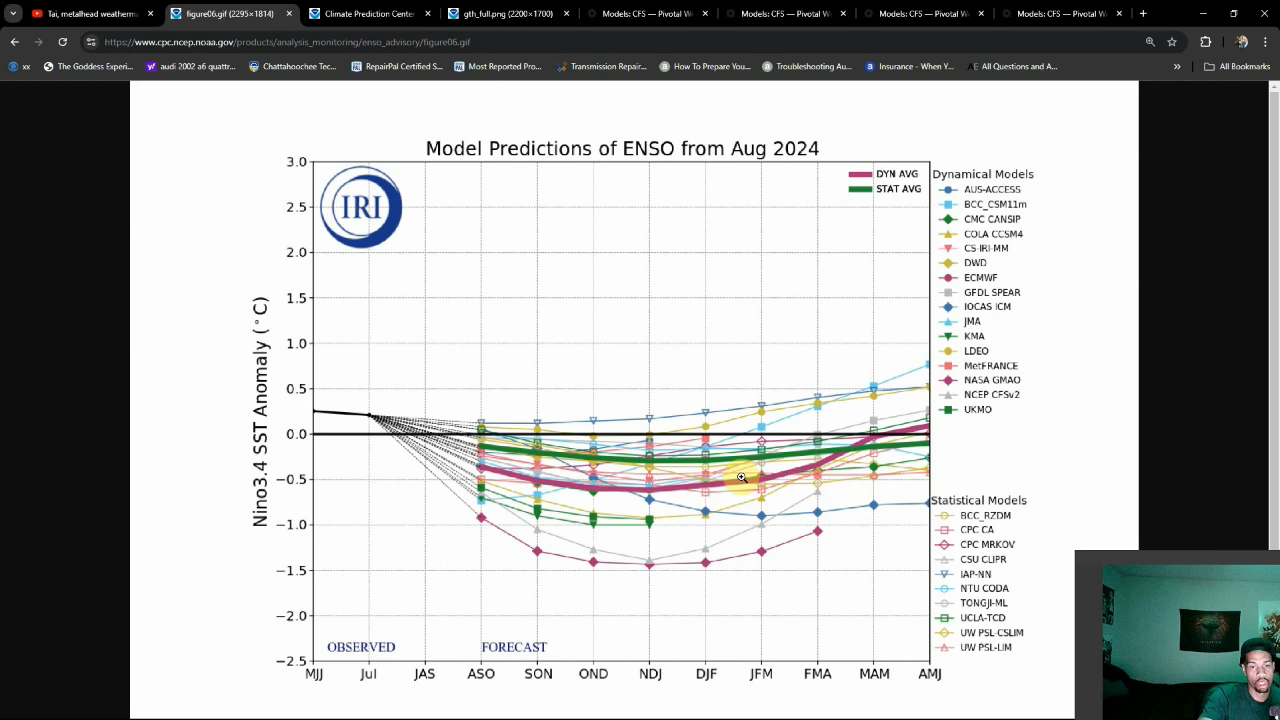 Tai, metalhead weatherma
figure06.gif (2295×1814)
Climate Prediction Center
gth_full.png (2200×1700)
Models: CFS — Pivotal W
Models: CFS — Pivotal W
Models: CFS — Pivotal W
Models: CFS — Pivotal W
https://www.cpc.ncep.noaa.gov/products/analysis_monitoring/enso_advisory/figure06.gif
xx
The Goddess Experi...
audi 2002 a6 quattr...
Chattahoochee Tec...
RepairPal Certified S...
Most Reported Pro...
Transmission Repair...
How To Prepare You...
Troubleshooting Au...
Insurance - When Y...
All Questions and A...
»
All Bookmarks
Model Predictions of ENSO from Aug 2024
IRI
DYN AVG
STAT AVG
Nino3.4 SST Anomaly (°C)
3.0
2.5
2.0
1.5
1.0
0.5
0.0
−0.5
−1.0
−1.5
−2.0
−2.5
OBSERVED
FORECAST
MJJ Jul JAS ASO SON OND NDJ DJF JFM FMA MAM AMJ
Dynamical Models
AUS-ACCESS
BCC_CSM11m
CMC CANSIP
COLA CCSM4
CS-IRI-MM
DWD
ECMWF
GFDL SPEAR
IOCAS ICM
JMA
KMA
LDEO
MetFRANCE
NASA GMAO
NCEP CFSv2
UKMO
Statistical Models
BCC_RZDM
CPC CA
CPC MRKOV
CSU CLIPR
IAP-NN
NTU CODA
TONGJI-ML
UCLA-TCD
UW PSL-CSLIM
UW PSL-LIM